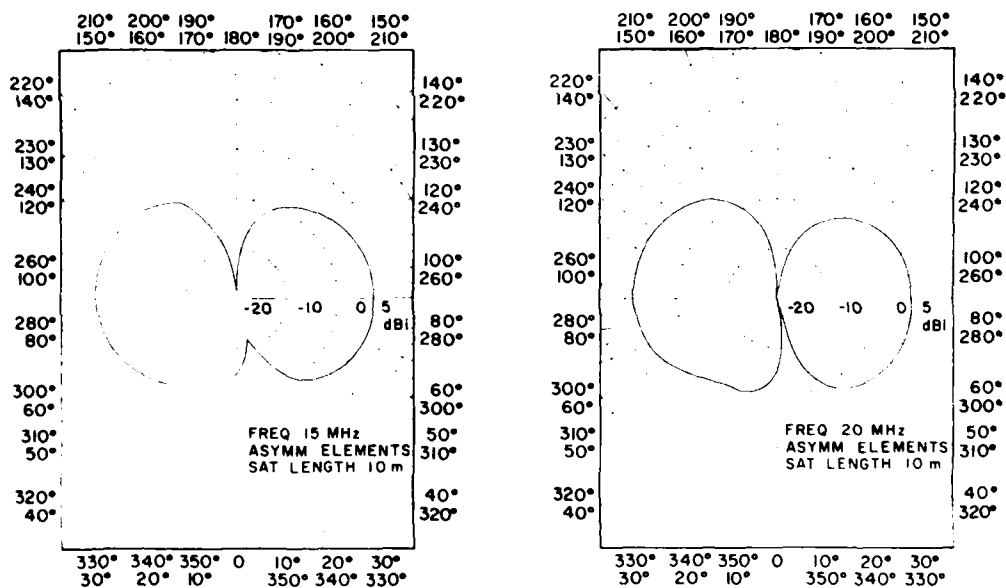 210° 200° 190° 170° 160° 150°
150° 160° 170° 180° 190° 200° 210°
220° 140°
140° 220°
230° 130°
130° 230°
240° 120°
120° 240°
260° 100°
100° 260°
-20 -10 0 5
dBi
280° 80°
80° 280°
300° 60°
60° 300°
FREQ 15 MHz
ASYMM ELEMENTS
SAT LENGTH 10 m
310° 50°
50° 310°
320° 40°
40° 320°
330° 340° 350° 0 10° 20° 30°
30° 20° 10° 350° 340° 330°
210° 200° 190° 170° 160° 150°
150° 160° 170° 180° 190° 200° 210°
220° 140°
140° 220°
230° 130°
130° 230°
240° 120°
120° 240°
260° 100°
100° 260°
-20 -10 0 5
dBi
280° 80°
80° 280°
300° 60°
60° 300°
FREQ 20 MHz
ASYMM ELEMENTS
SAT LENGTH 10 m
310° 50°
50° 310°
320° 40°
40° 320°
330° 340° 350° 0 10° 20° 30°
30° 20° 10° 350° 340° 330°